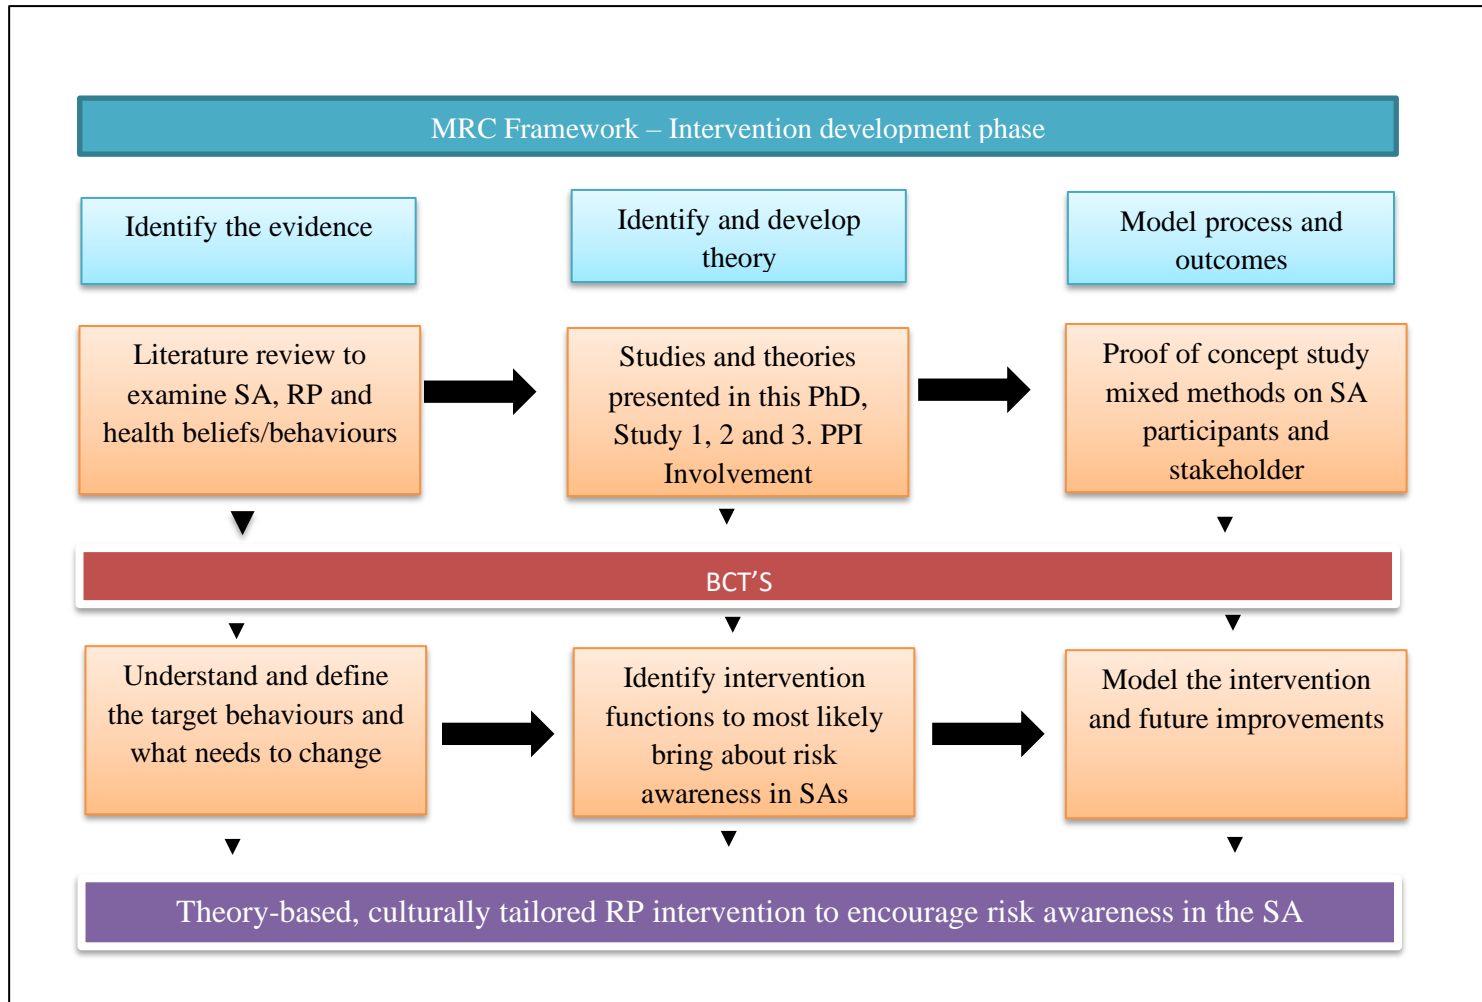 MRC Framework – Intervention development phase
Identify the evidence
Identify and develop
theory
Model process and
outcomes
Literature review to
examine SA, RP and
health beliefs/behaviours
Studies and theories
presented in this PhD,
Study 1, 2 and 3. PPI
Involvement
Proof of concept study
mixed methods on SA
participants and
stakeholder
BCT’S
Understand and define
the target behaviours and
what needs to change
Identify intervention
functions to most likely
bring about risk
awareness in SAs
Model the intervention
and future improvements
Theory-based, culturally tailored RP intervention to encourage risk awareness in the SA